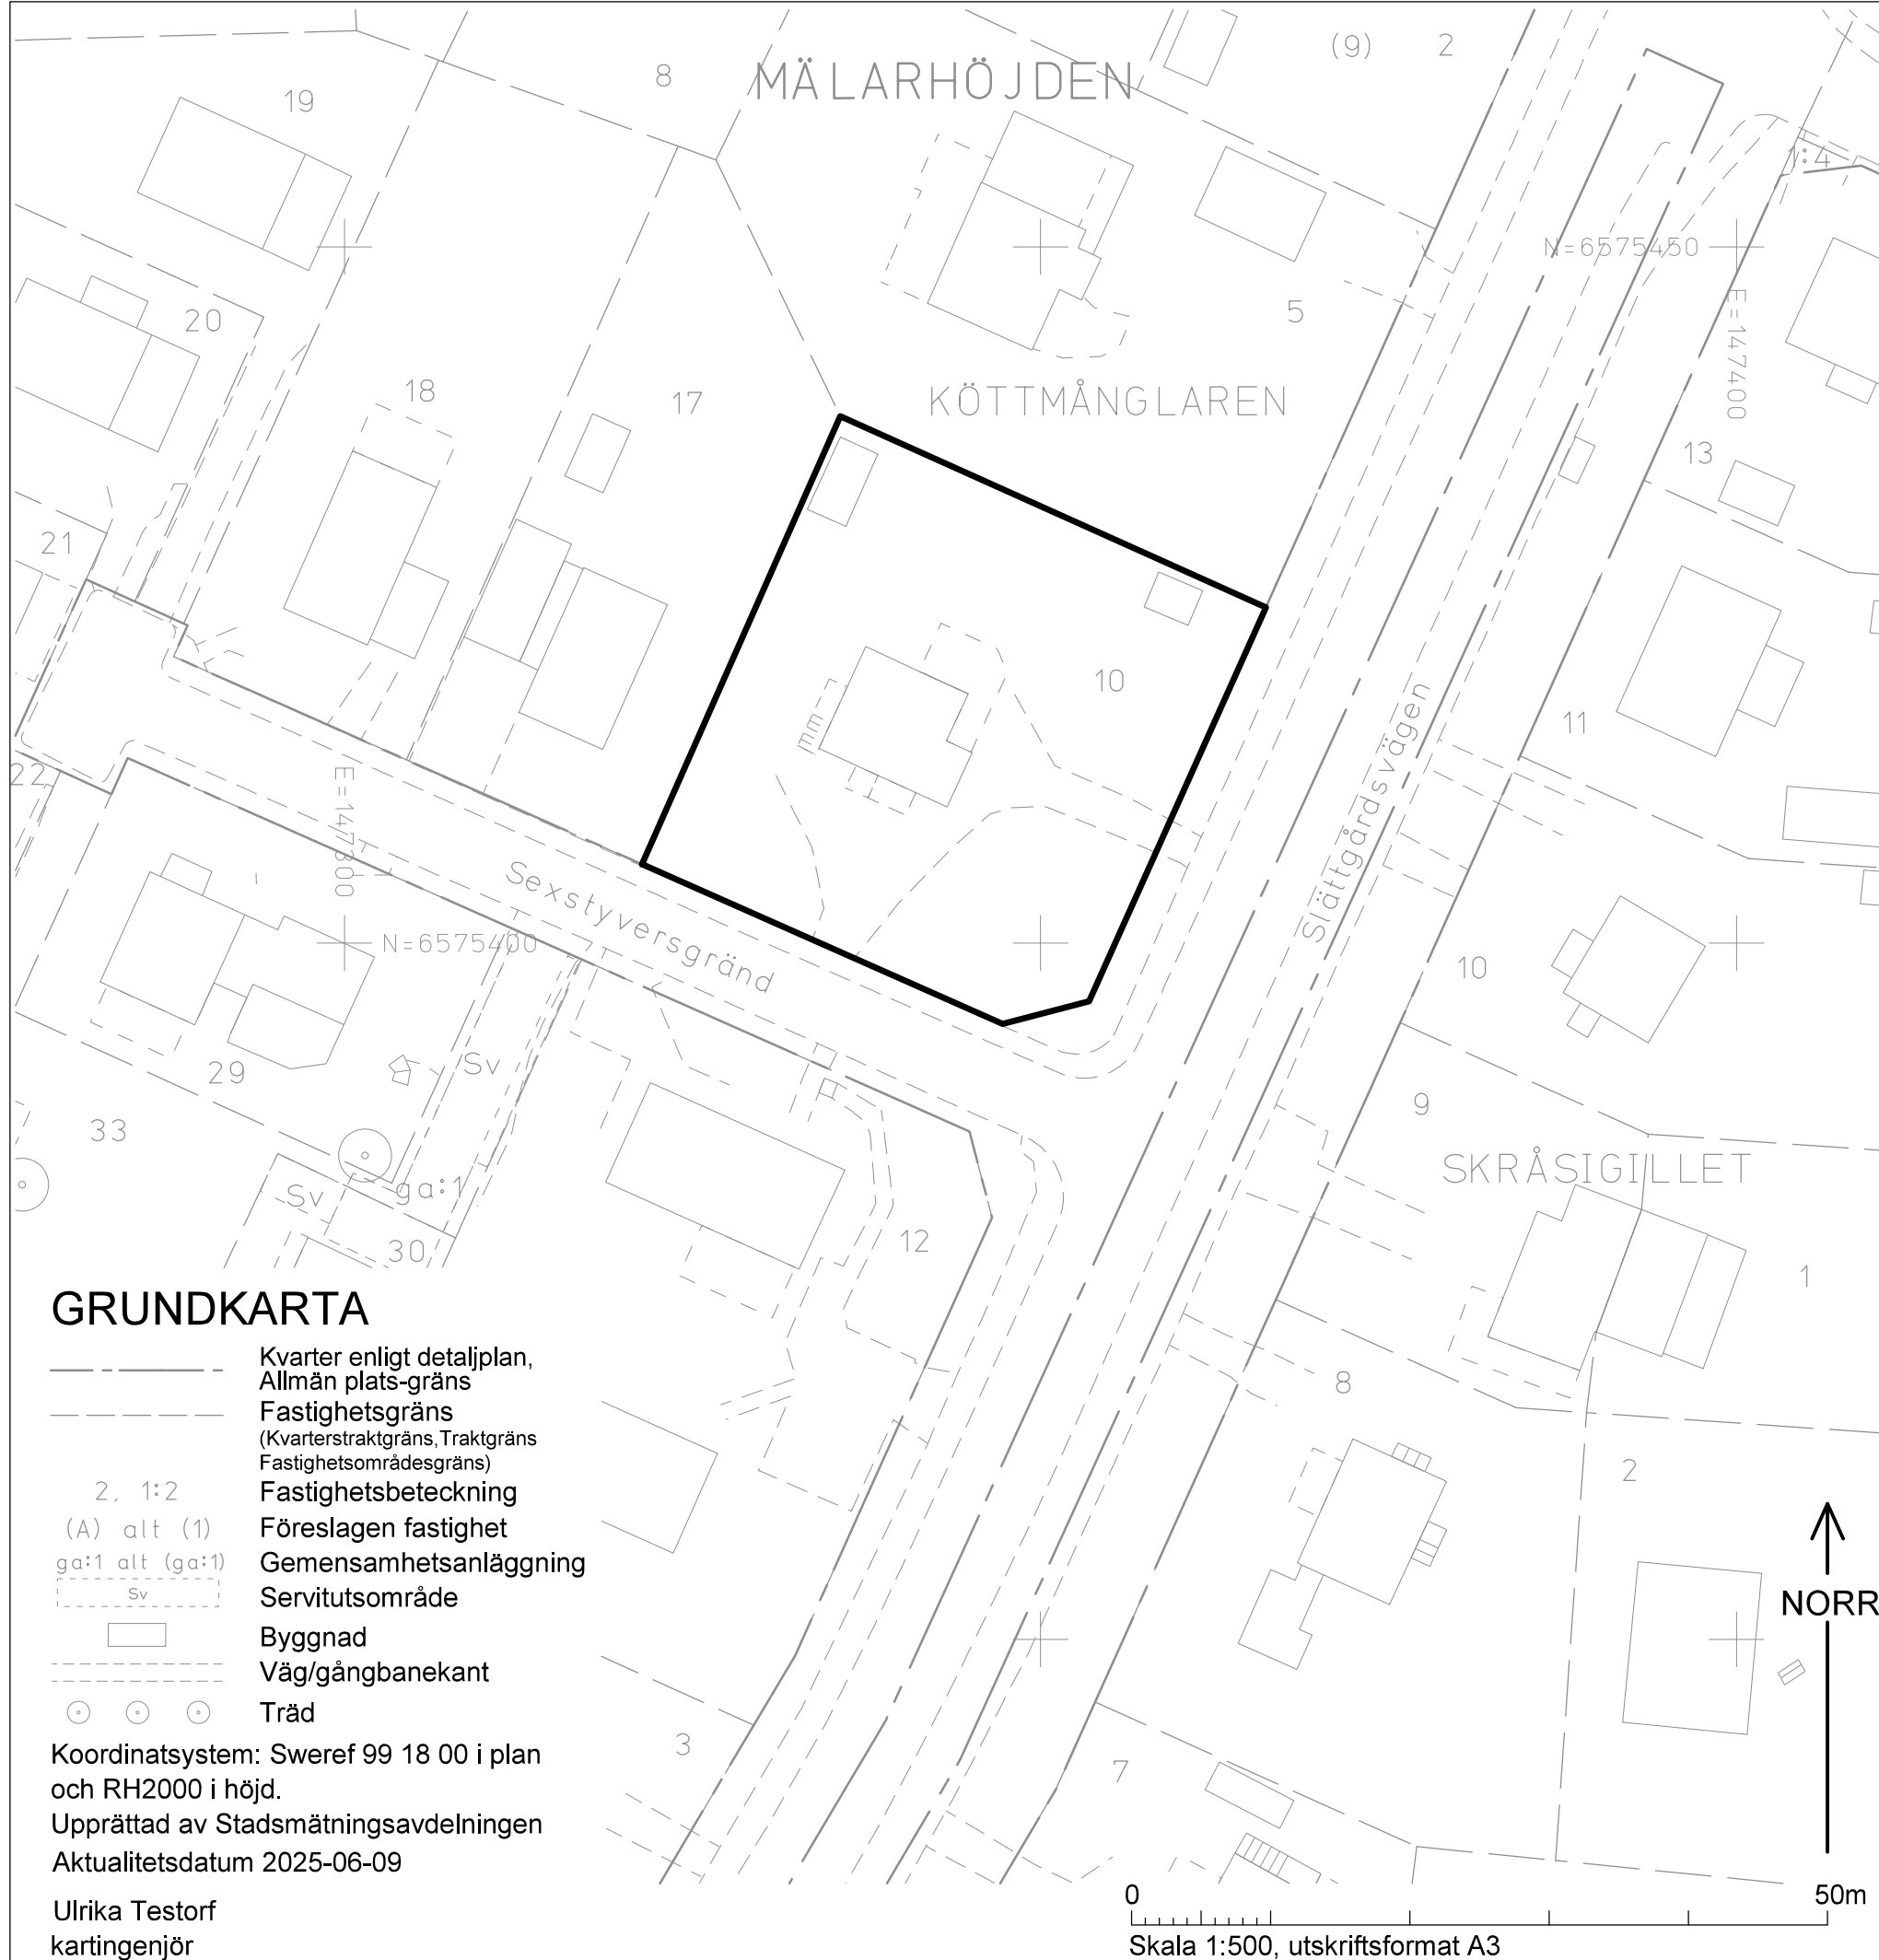 (9)
2
8
MÄLARHÖJDEN
19
1:4
N=6575450
20
5
E=147400
18
17
KÖTTMÅNGLAREN
13
21
10
11
Slättgårdsvägen
22
E=147300
Sexstyversgränd
N=6575400
10
Sv
29
9
33
SKRÅSIGILLET
Sv
ga:1
30
12
1
8
2
3
7
GRUNDKARTA
Kvarter enligt detaljplan,
Allmän plats-gräns
Fastighetsgräns
(Kvarterstraktgräns,Traktgräns
Fastighetsområdesgräns)
2, 1:2 Fastighetsbeteckning
(A) alt (1) Föreslagen fastighet
ga:1 alt (ga:1) Gemensamhetsanläggning
Sv Servitutsområde
Byggnad
Väg/gångbanekant
Träd
Koordinatsystem: Sweref 99 18 00 i plan
och RH2000 i höjd.
Upprättad av Stadsmätningsavdelningen
Aktualitetsdatum 2025-06-09
Ulrika Testorf
kartingenjör
NORR
0 50m
Skala 1:500, utskriftsformat A3